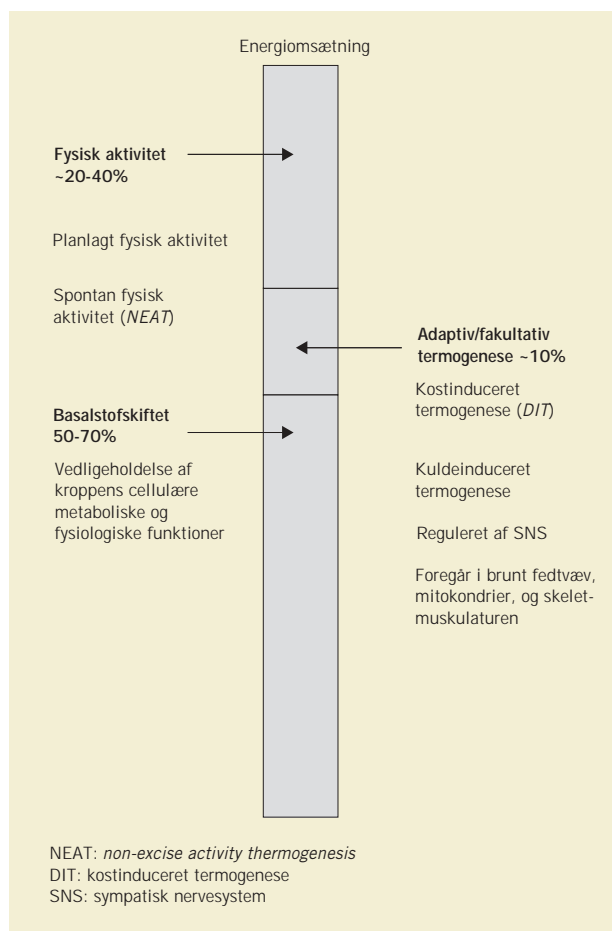 Energiomsætning
Fysisk aktivitet
~20-40%
Planlagt fysisk aktivitet
Spontan fysisk
aktivitet (NEAT)
Adaptiv/fakultativ
termogenese ~10%
Kostinduceret
termogenese (DIT)
Basalstofskiftet
50-70%
Vedligeholdelse af
kroppens cellulære
metaboliske og
fysiologiske funktioner
Kuldeinduceret
termogenese
Reguleret af SNS
Foregår i brunt fedtvæv,
mitokondrier, og skelet-
muskulaturen
NEAT: non-excise activity thermogenesis
DIT: kostinduceret termogenese
SNS: sympatisk nervesystem